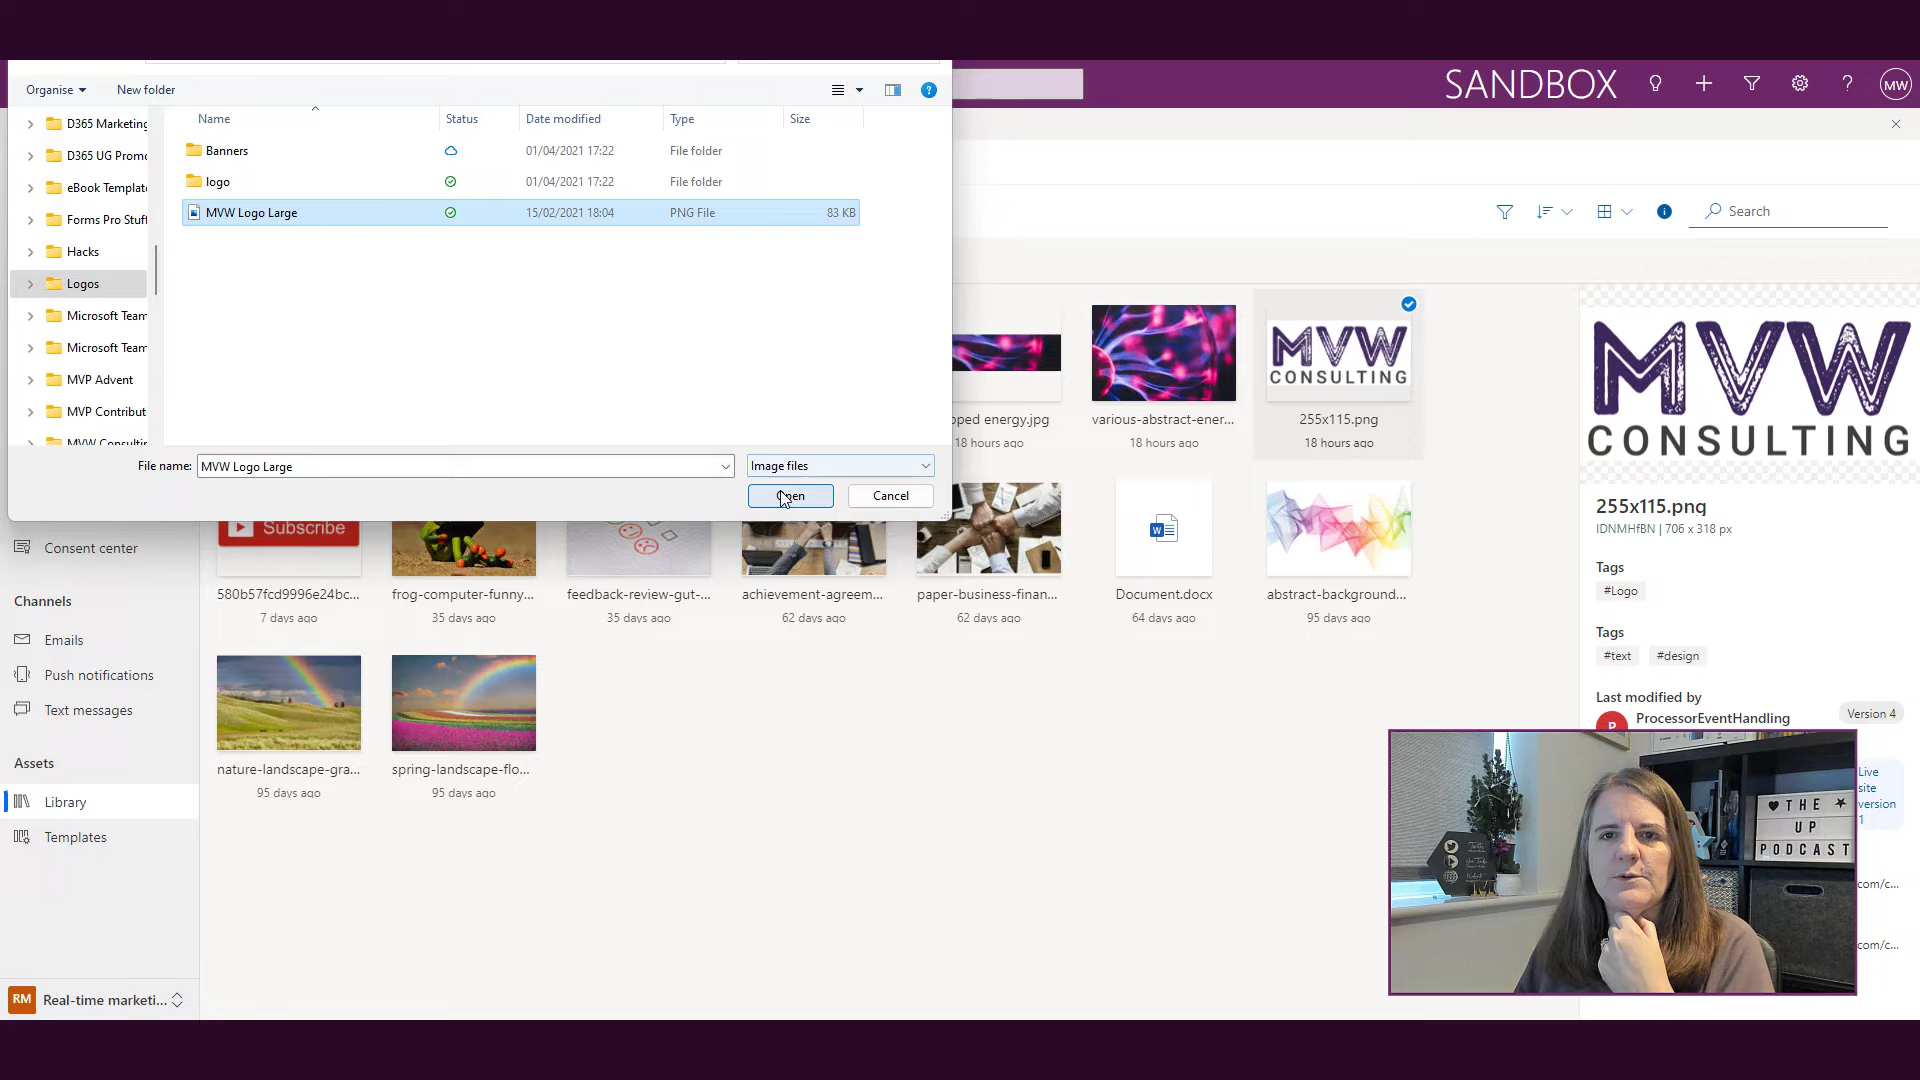 Organise
New folder
Name
Status
Date modified
Type
Size
D365 Marketing
D365 UG Promo
eBook Templat
Forms Pro Stuff
Hacks
Logos
Microsoft Team
Microsoft Team
MVP Advent
MVP Contribut
MVW Consultin
Banners 01/04/2021 17:22 File folder
logo 01/04/2021 17:22 File folder
MVW Logo Large 15/02/2021 18:04 PNG File 83 KB
File name: MVW Logo Large
Image files
Open
Cancel
SANDBOX
MW
Search
oped energy.jpg
18 hours ago
various-abstract-ener...
18 hours ago
MVW
CONSULTING
255x115.png
18 hours ago
Subscribe
580b57fcd9996e24bc...
7 days ago
frog-computer-funny...
35 days ago
feedback-review-gut-...
35 days ago
achievement-agreem...
62 days ago
paper-business-finan...
62 days ago
Document.docx
64 days ago
abstract-background...
95 days ago
nature-landscape-gra...
95 days ago
spring-landscape-flo...
95 days ago
Consent center
Channels
Emails
Push notifications
Text messages
Assets
Library
Templates
RM
Real-time marketi...
MVW
CONSULTING
255x115.png
IDNMHfBN | 706 x 318 px
Tags
#Logo
Tags
#text #design
Last modified by
P
ProcessorEventHandling
Version 4
Live
site
version
1
com/c...
com/c...
THE
UP
PODCAST